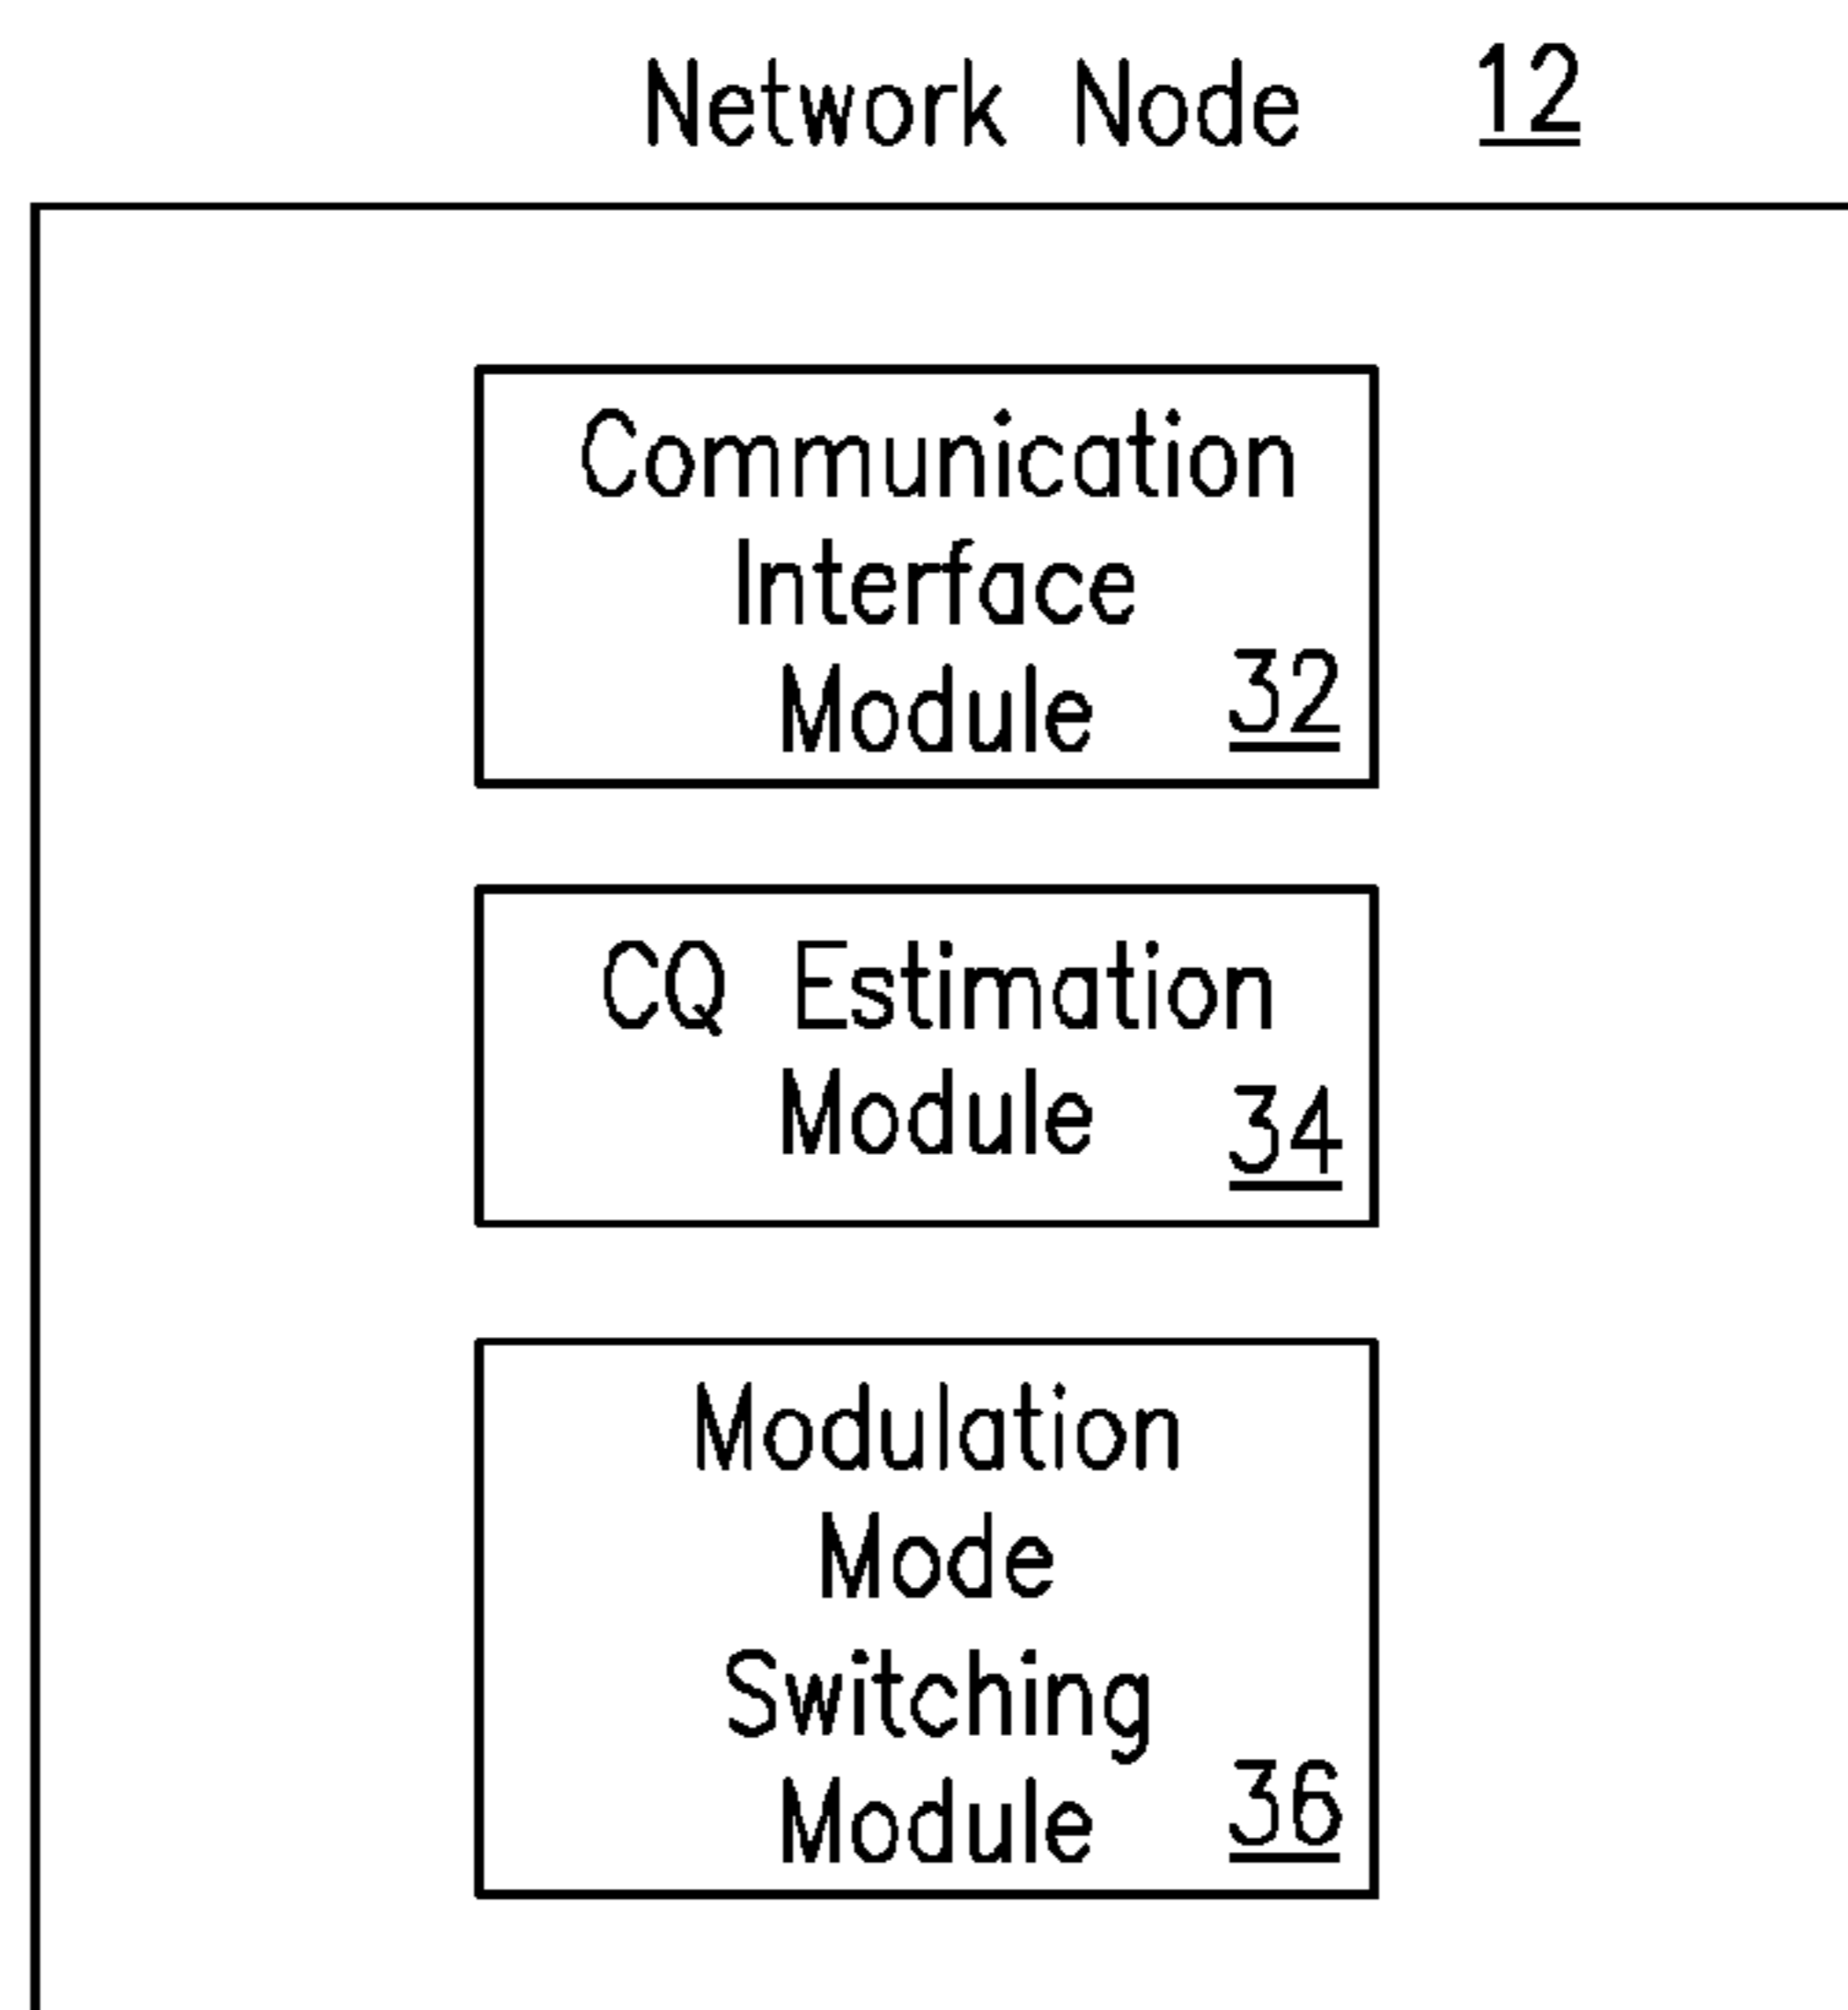 Network Node 12
Communication
Interface
Module 32
CQ Estimation
Module 34
Modulation
Mode
Switching
Module 36